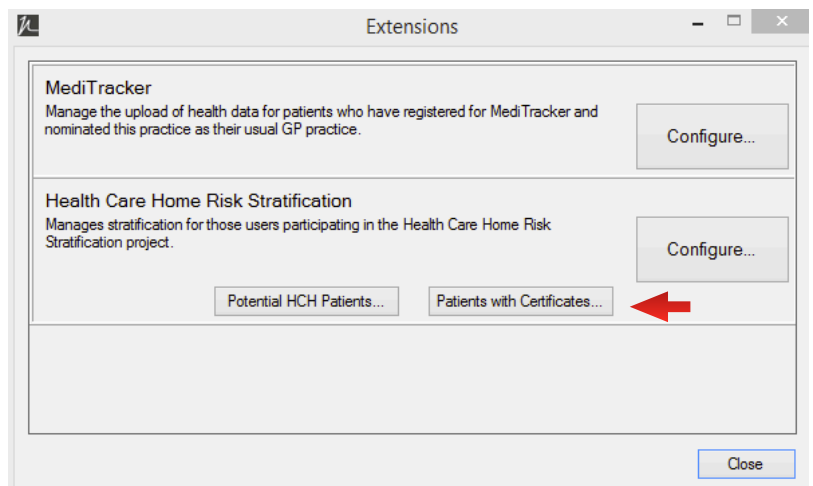 Extensions
MediTracker
Manage the upload of health data for patients who have registered for MediTracker and
nominated this practice as their usual GP practice.
Configure...
Health Care Home Risk Stratification
Manages stratification for those users participating in the Health Care Home Risk
Stratification project.
Configure...
Potential HCH Patients...
Patients with Certificates...
Close